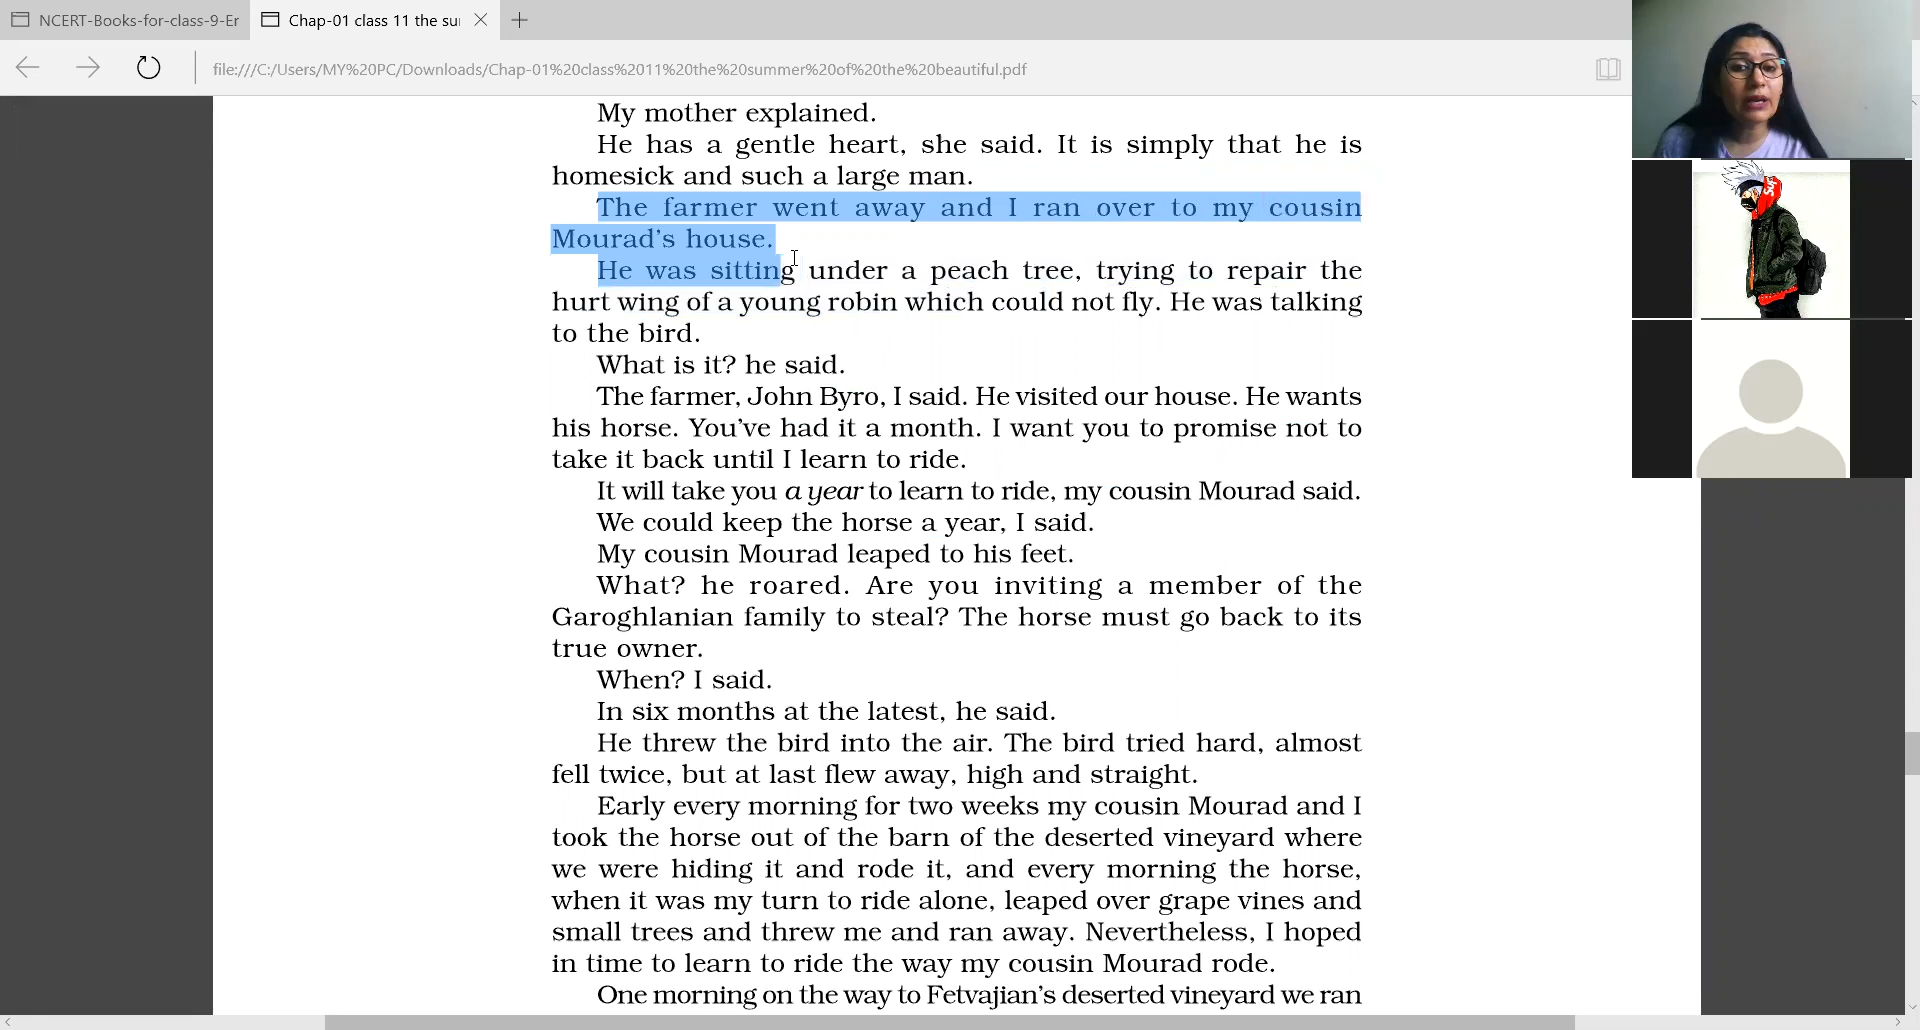 NCERT-Books-for-class-9-Er
Chap-01 class 11 the su
file:///C:/Users/MY%20PC/Downloads/Chap-01%20class%2011%20the%20summer%20of%20the%20beautiful.pdf
My mother explained.
He has a gentle heart, she said. It is simply that he is
homesick and such a large man.
The farmer went away and I ran over to my cousin
Mourad's house.
He was sitting under a peach tree, trying to repair the
hurt wing of a young robin which could not fly. He was talking
to the bird.
What is it? he said.
The farmer, John Byro, I said. He visited our house. He wants
his horse. You've had it a month. I want you to promise not to
take it back until I learn to ride.
It will take you a year to learn to ride, my cousin Mourad said.
We could keep the horse a year, I said.
My cousin Mourad leaped to his feet.
What? he roared. Are you inviting a member of the
Garoghlanian family to steal? The horse must go back to its
true owner.
When? I said.
In six months at the latest, he said.
He threw the bird into the air. The bird tried hard, almost
fell twice, but at last flew away, high and straight.
Early every morning for two weeks my cousin Mourad and I
took the horse out of the barn of the deserted vineyard where
we were hiding it and rode it, and every morning the horse,
when it was my turn to ride alone, leaped over grape vines and
small trees and threw me and ran away. Nevertheless, I hoped
in time to learn to ride the way my cousin Mourad rode.
One morning on the way to Fetvajian's deserted vineyard we ran